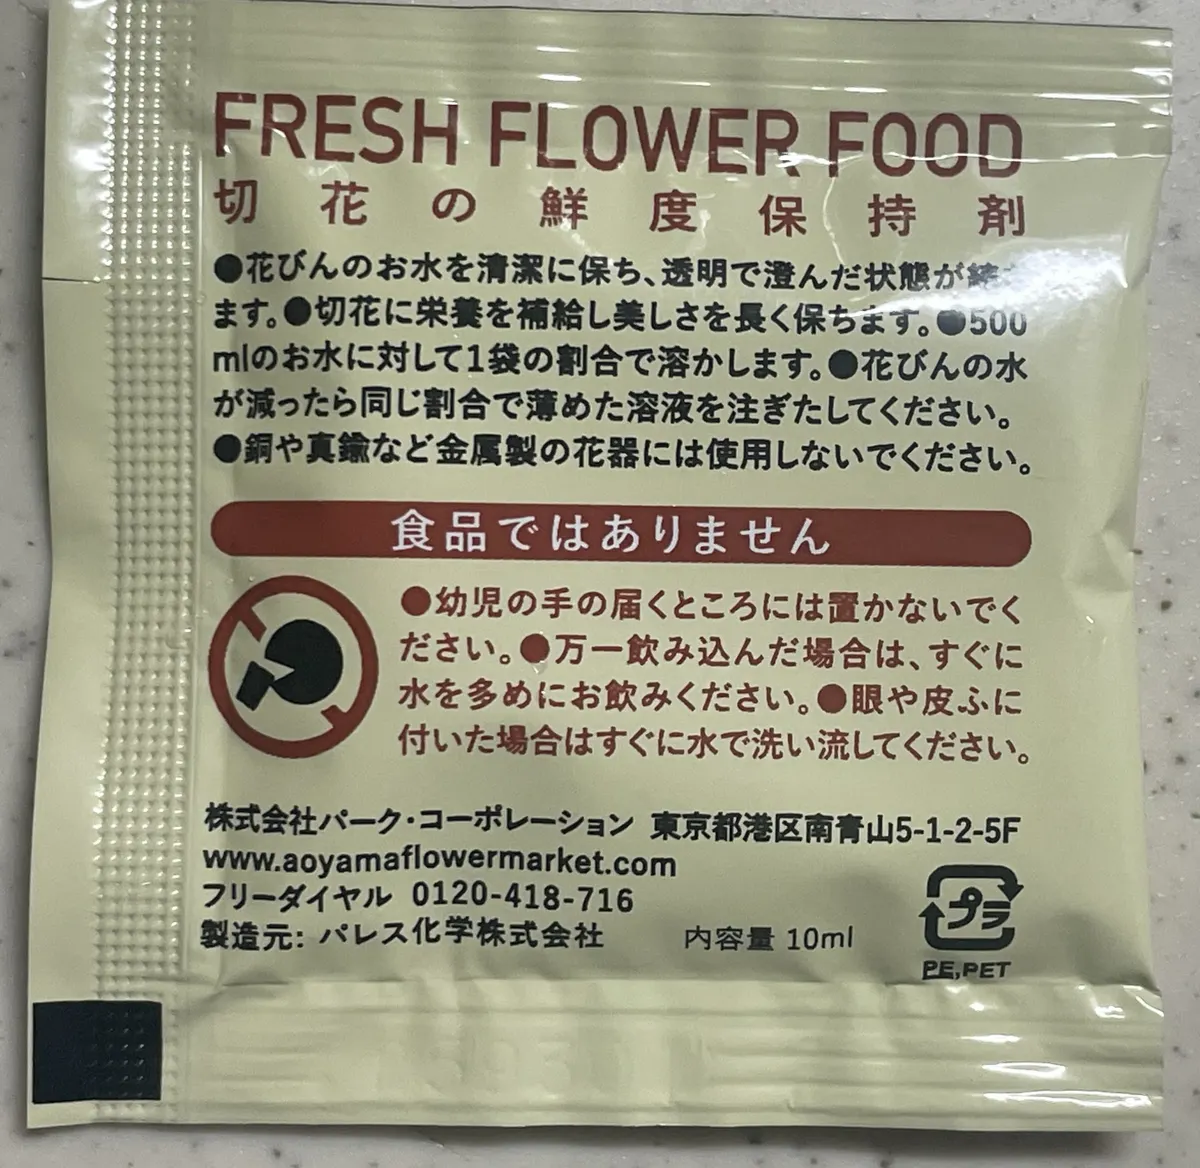 FRESH FLOWER FOOD
切花の鮮度保持剤
●花びんのお水を清潔に保ち、透明で澄んだ状態が続き
ます。●切花に栄養を補給し美しさを長く保ちます。●500
mlのお水に対して1袋の割合で溶かします。●花びんの水
が減ったら同じ割合で薄めた溶液を注ぎたしてください。
●銅や真鍮など金属製の花器には使用しないでください。
食品ではありません
●幼児の手の届くところには置かないでく
ださい。●万一飲み込んだ場合は、すぐに
水を多めにお飲みください。●眼や皮ふに
付いた場合はすぐに水で洗い流してください。
株式会社パーク・コーポレーション 東京都港区南青山5-1-2-5F
www.aoyamaflowermarket.com
フリーダイヤル 0120-418-716
製造元: パレス化学株式会社 内容量 10ml
プラ
PE,PET